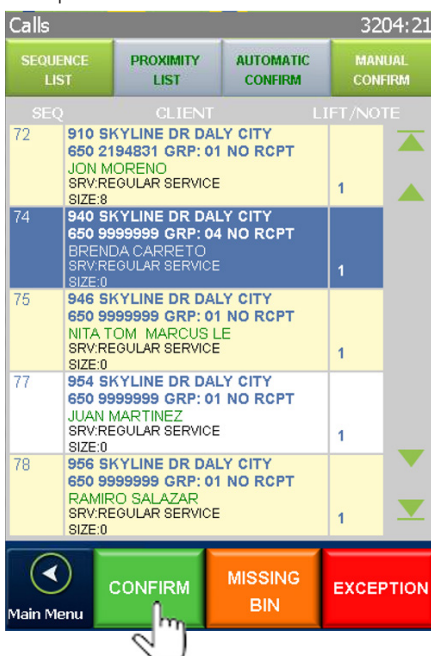 Calls 3204:21
SEQUENCE LIST PROXIMITY LIST AUTOMATIC CONFIRM MANUAL CONFIRM
SEQ CLIENT LIFT/NOTE
72 910 SKYLINE DR DALY CITY
650 2194831 GRP: 01 NO RCPT
JON MORENO
SRV:REGULAR SERVICE 1
SIZE:8
74 940 SKYLINE DR DALY CITY
650 9999999 GRP: 04 NO RCPT
BRENDA CARRETO
SRV:REGULAR SERVICE 1
SIZE:0
75 946 SKYLINE DR DALY CITY
650 9999999 GRP: 01 NO RCPT
NITA TOM MARCUS LE
SRV:REGULAR SERVICE 1
SIZE:0
77 954 SKYLINE DR DALY CITY
650 9999999 GRP: 01 NO RCPT
JUAN MARTINEZ
SRV:REGULAR SERVICE 1
SIZE:0
78 956 SKYLINE DR DALY CITY
650 9999999 GRP: 01 NO RCPT
RAMIRO SALAZAR
SRV:REGULAR SERVICE 1
SIZE:0
Main Menu CONFIRM MISSING BIN EXCEPTION